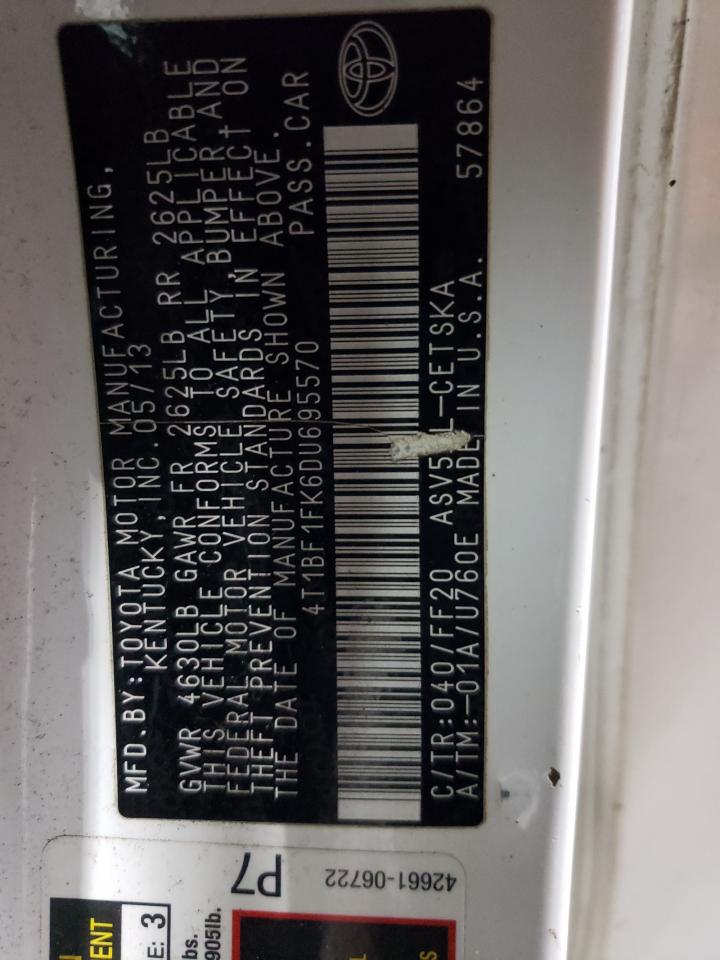 MFD.BY:TOYOTA MOTOR MANUFACTURING,
KENTUCKY,INC.05/13
GVWR 4630LB GAWR FR 2625LB RR 2625LB
THIS VEHICLE CONFORMS TO ALL APPLICABLE
FEDERAL MOTOR VEHICLE SAFETY, BUMPER, AND
THEFT PREVENTION STANDARDS IN EFFECT ON
THE DATE OF MANUFACTURE SHOWN ABOVE.
4T1BF1FK6DU695570 PASS.CAR
C/TR:040/FF20 ASV5 L-CETSKA
A/TM:-01A/U760E MADE IN U.S.A. 57864
P7
42661-06722
3
905lb.